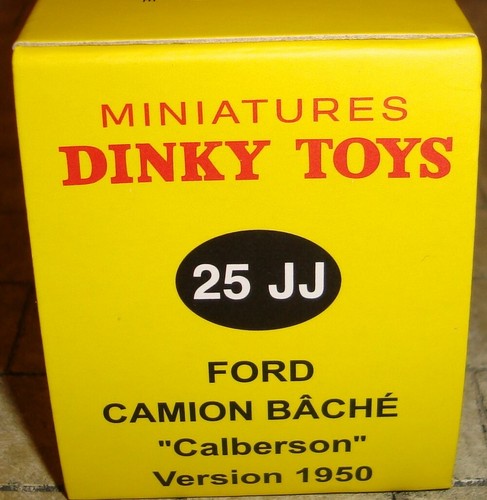 MINIATURES
DINKY TOYS
25 JJ
FORD
CAMION BÂCHÉ
"Calberson"
Version 1950